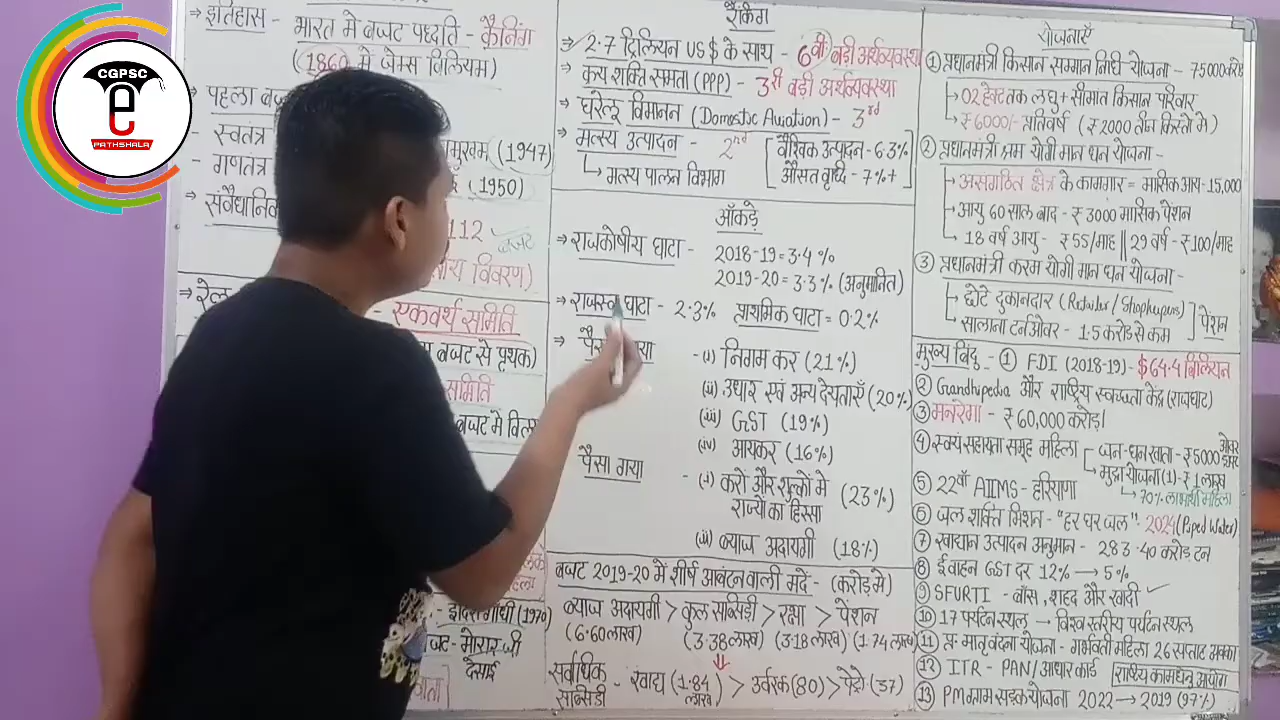 CGPSC
e
PATHSHALA
→ इतिहास - भारत मे बजट पध्दति - कैनिंग
(1860 मे जेम्स विलियम)
→ पहला बज
- स्वतंत्र
मुखम (1947)
- गणतंत्र
(1950)
→ संवैधानि
112
बजट
विवरण)
→ रेल
- एकवर्थ समिति
बजट से पृथक)
समिति
बजट मे विलय
इंदिरा गांधी (1970)
बजट - मोरार जी
देसाई
रैंकिंग
→ 2.7 ट्रिलियन US $ के साथ - 6वी बड़ी अर्थव्यवस्था
→ क्रय शक्ति समता (PPP) - 3री बड़ी अर्थव्यवस्था
→ घरेलू विमानन (Domestic Aviation) - 3rd
→ मत्स्य उत्पादन - 2nd
[वैश्विक उत्पादन - 6.3%
औसत वृध्दि - 7%+]
↳ मत्स्य पालन विभाग
आँकड़े
→ राजकोषीय घाटा - 2018-19 = 3.4 %
2019-20 = 3.3 % (अनुमानित)
→ राजस्व घाटा - 2.3% प्राथमिक घाटा = 0.2%
→ पैसा आया - (i) निगम कर (21%)
(ii) उधार एवं अन्य देयताएँ (20%)
(iii) GST (19%)
(iv) आयकर (16%)
पैसा गया - (i) करों और शुल्कों मे
राज्यों का हिस्सा (23%)
(ii) ब्याज अदायगी (18%)
बजट 2019-20 मे शीर्ष आवंटन वाली मदें - (करोड़ मे)
ब्याज अदायगी > कुल सब्सिडी > रक्षा > पेंशन
(6.60 लाख) (3.38 लाख) (3.18 लाख) (1.74 लाख)
सर्वाधिक सब्सिडी - खाद्य (1.84 लाख) > उर्वरक (80) > पेट्रो. (37)
योजनाएँ
① प्रधानमंत्री किसान सम्मान निधि योजना - 75000 करोड़
↳ 02 हेक्ट. तक लघु + सीमांत किसान परिवार
↳ ₹ 6000/- प्रतिवर्ष (₹ 2000 तीन किस्तो मे)
② प्रधानमंत्री श्रम योगी मान धन योजना -
→ असंगठित क्षेत्र के कामगार = मासिक आय - 15,000
→ आयु 60 साल बाद - ₹ 3000 मासिक पेंशन
→ 18 वर्ष आयु - ₹ 55/माह || 29 वर्ष - ₹ 100/माह
③ प्रधानमंत्री करम योगी मान धन योजना -
→ छोटे दुकानदार (Retailer / Shopkeepers)
→ सालाना टर्नओवर - 1.5 करोड़ से कम ] पेंशन
मुख्य बिंदु - ① FDI (2018-19) - $ 64.4 बिलियन
② Gandhipedia और राष्ट्रिय स्वच्छता केंद्र (राजघाट)
③ मनरेगा - ₹ 60,000 करोड़।
④ स्वयं सहायता समूह महिला → जन-धन खाता - ₹ 5000 ओवर ड्राफ्ट
→ मुद्रा योजना (1) - ₹ 1 लाख
↳ 70% लाभार्थी महिला
⑤ 22वाँ AIIMS - हरियाणा
⑥ जल शक्ति मिशन - "हर घर जल". 2024 (Piped Water)
⑦ खाद्यान उत्पादन अनुमान - 283.40 करोड़ टन
⑧ ई वाहन GST दर 12% → 5%
⑨ SFURTI - बाँस, शहद और खादी
⑩ 17 पर्यटन स्थल → विश्व स्तरीय पर्यटन स्थल
⑪ प्र. मातृ वंदना योजना - गर्भवती महिला 26 सप्ताह
⑫ ITR - PAN/आधार कार्ड राष्ट्रिय कामधेनु आयोग
⑬ PM ग्राम सड़क योजना 2022 → 2019 (97%)